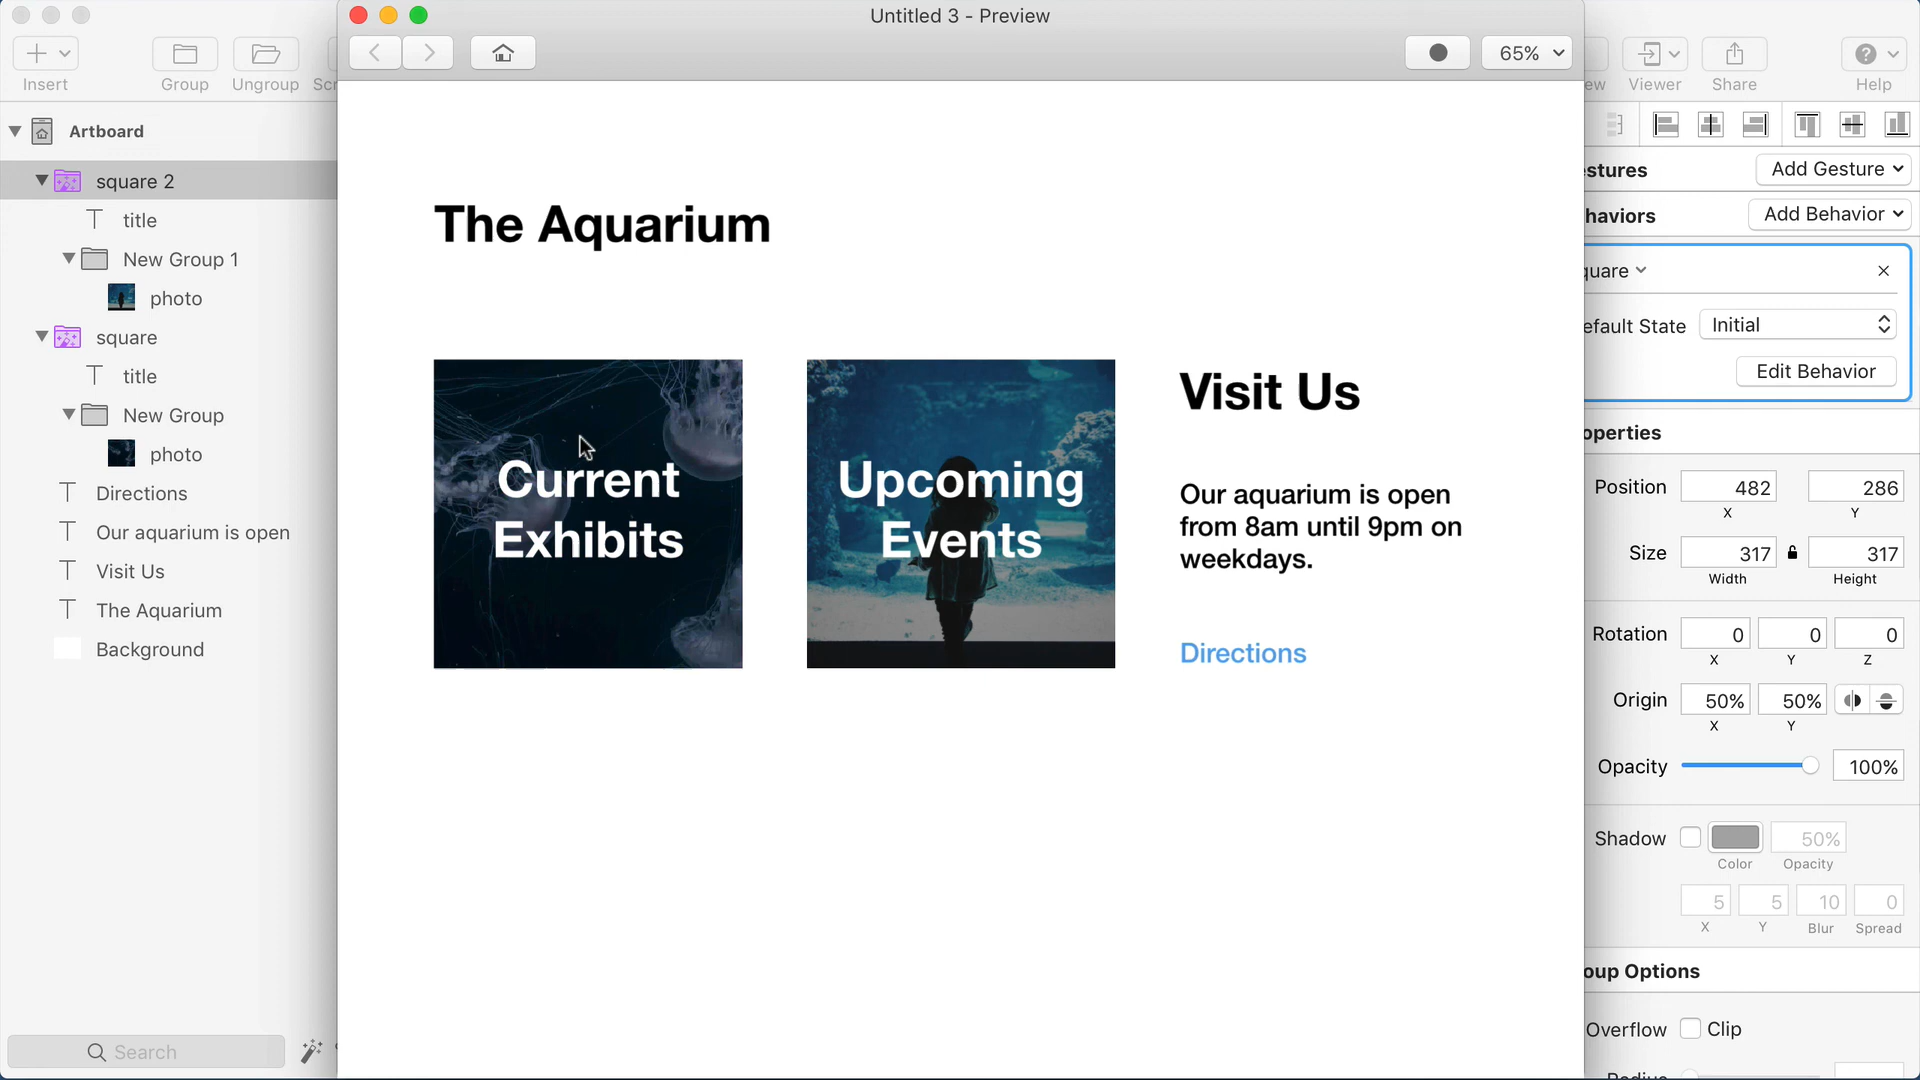 Untitled 3 - Preview
65%
Insert
Group
Ungroup
Scr
ew
Viewer
Share
Help
Artboard
square 2
title
New Group 1
photo
square
title
New Group
photo
Directions
Our aquarium is open
Visit Us
The Aquarium
Background
Search
The Aquarium
Current
Exhibits
Upcoming
Events
Visit Us
Our aquarium is open
from 8am until 9pm on
weekdays.
Directions
estures
Add Gesture
haviors
Add Behavior
quare
efault State
Initial
Edit Behavior
operties
Position
482
286
X
Y
Size
317
317
Width
Height
Rotation
0
0
0
X
Y
Z
Origin
50%
50%
X
Y
Opacity
100%
Shadow
50%
Color
Opacity
5
5
10
0
X
Y
Blur
Spread
oup Options
Overflow
Clip
Radius